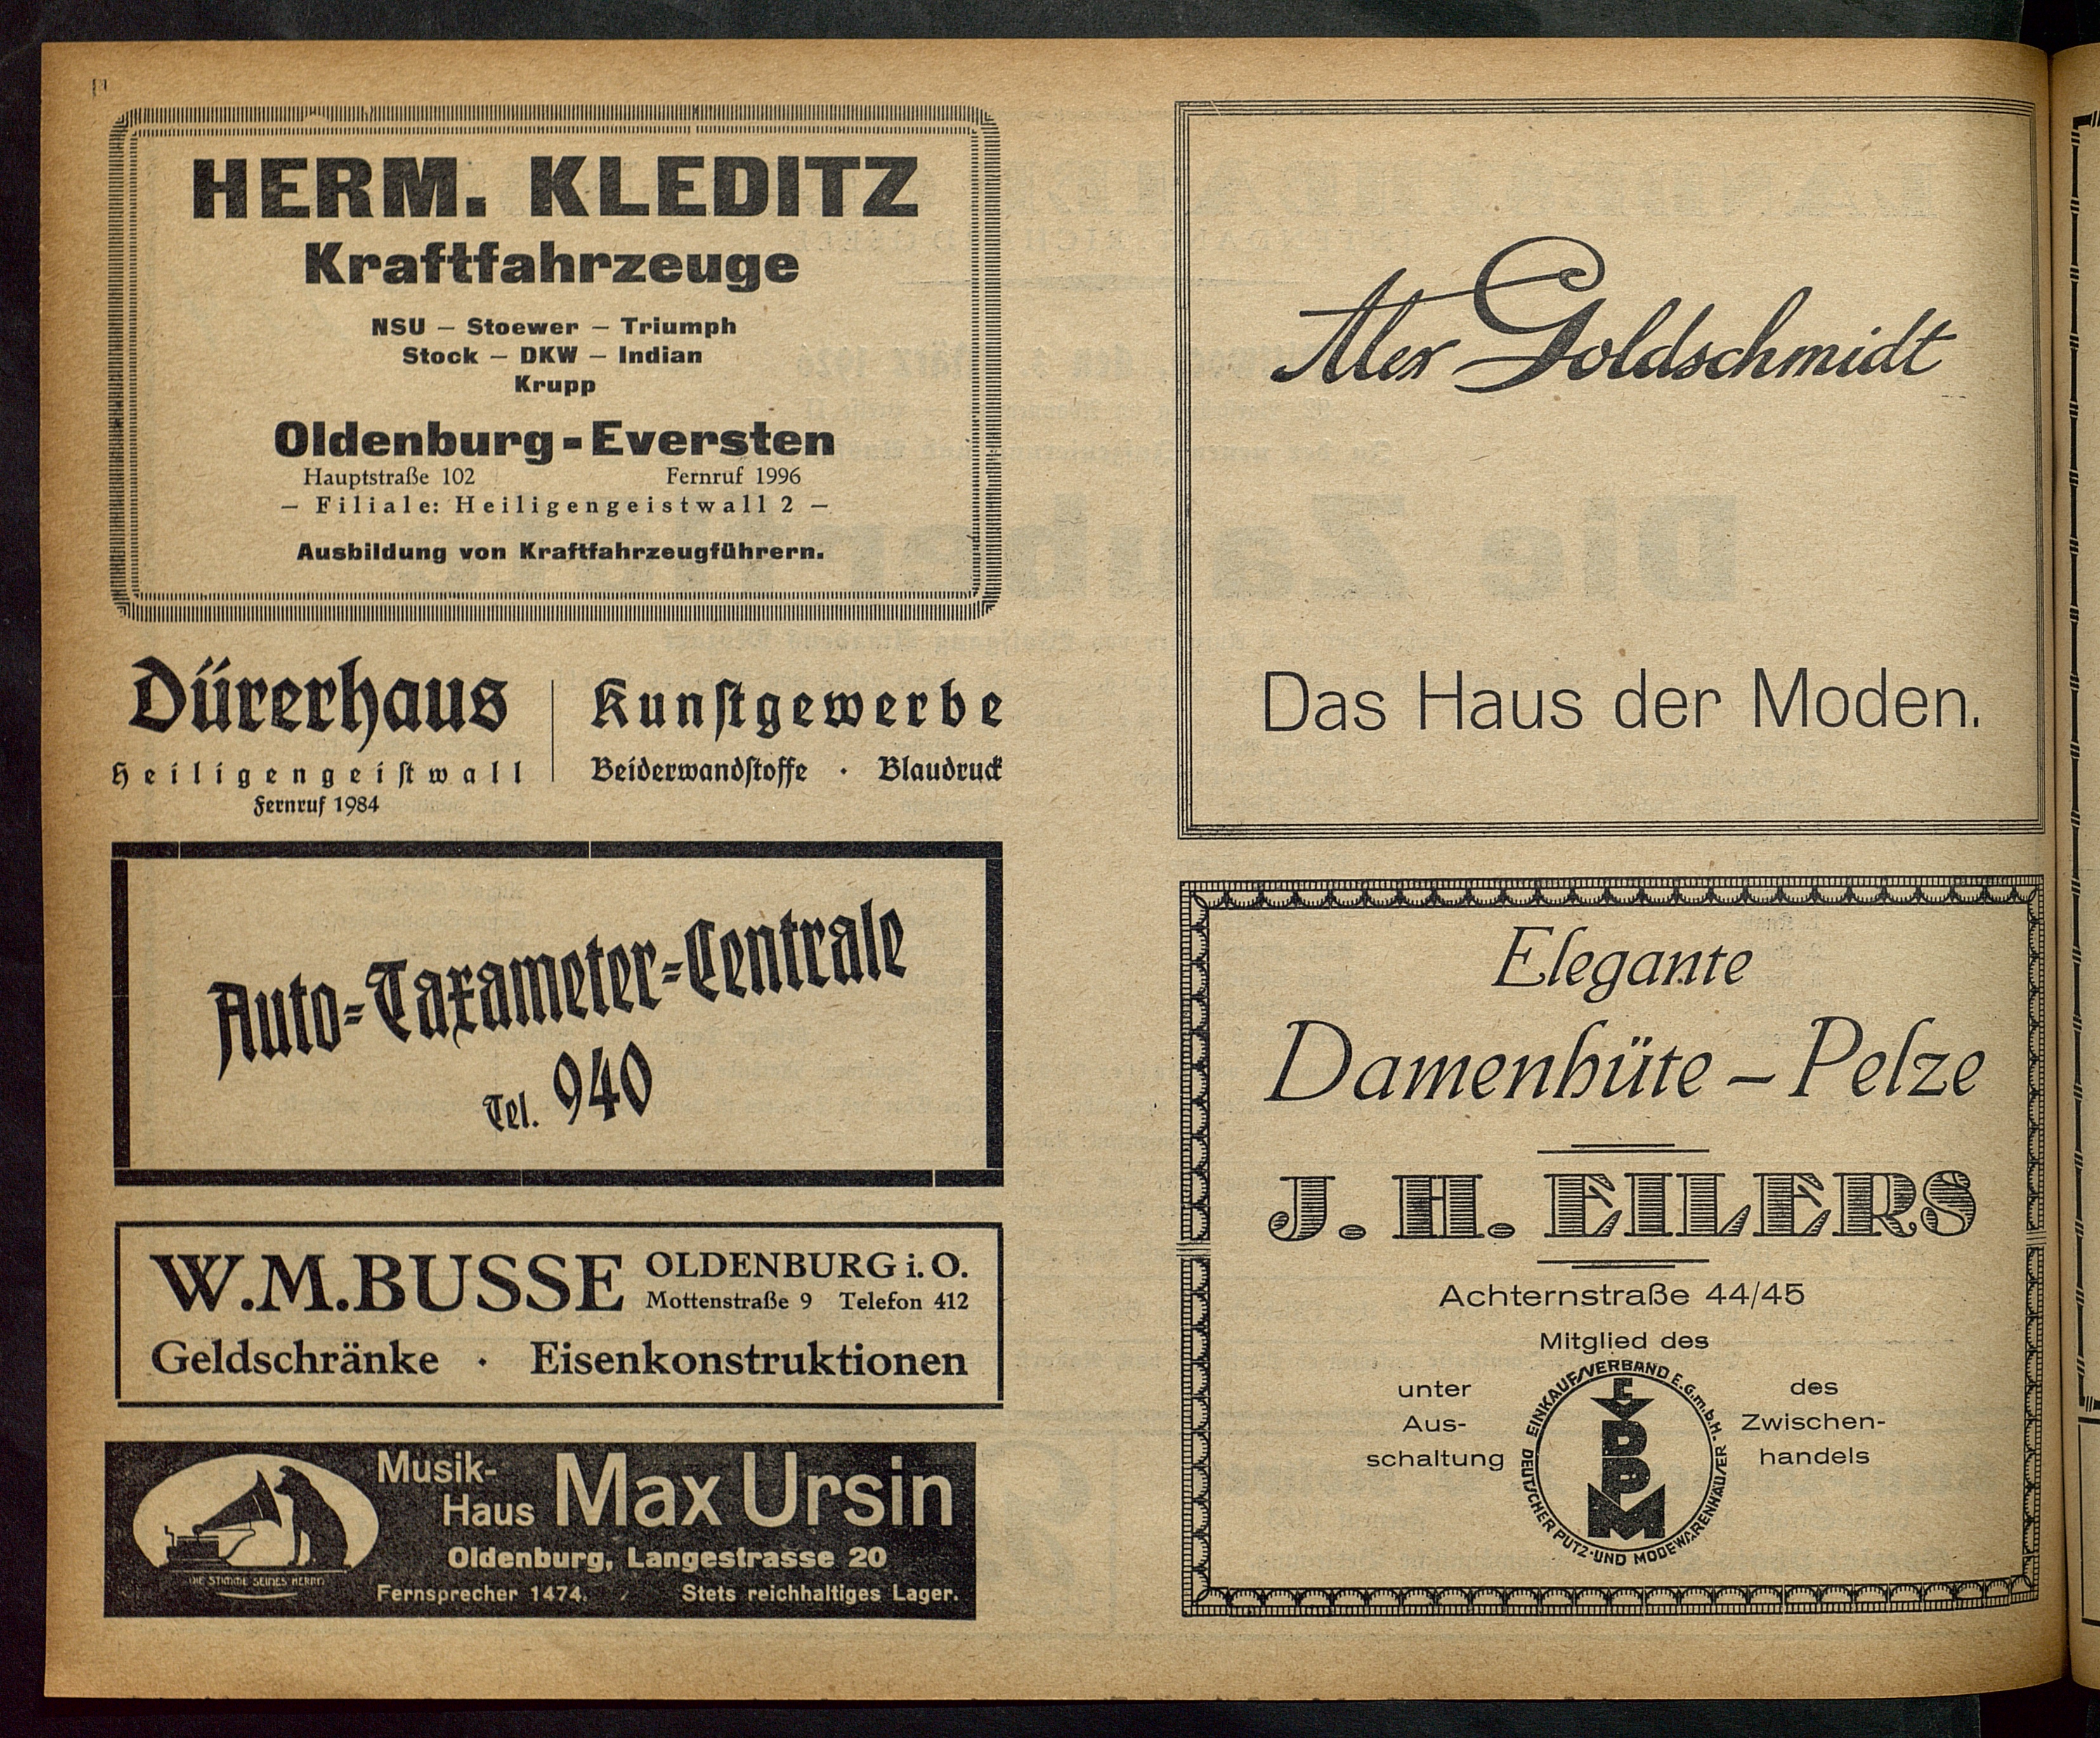 HERM. KLEDITZ
Kraftfahrzeuge
NSU — Stoewer — Triumph
Stock — DKW — Indian
Krupp
Oldenburg-Eversten
Hauptstraße 102 Fernruf 1996
— Filiale: Heiligengeistwall 2 —
Ausbildung von Kraftfahrzeugführern.
Dürerhaus
Heiligengeiſtwall
Fernruf 1984
Kunſtgewerbe
Beiderwandſtoffe · Blaudruck
Auto-Taxameter-Centrale
Tel. 940
W.M.BUSSE OLDENBURG i. O.
Mottenstraße 9 Telefon 412
Geldschränke · Eisenkonstruktionen
Musik-
Haus Max Ursin
Oldenburg, Langestrasse 20
Fernsprecher 1474. Stets reichhaltiges Lager.
DIE STIMME SEINES HERRN
Alex Goldschmidt
Das Haus der Moden.
Elegante
Damenhüte – Pelze
J. H. EILERS
Achternstraße 44/45
Mitglied des
unter
Aus-
schaltung
EINKAUFSVERBAND E.G.m.b.H.
DEUTSCHER PUTZ-UND MODEWARENHÄUSER
E
D
P
M
des
Zwischen-
handels